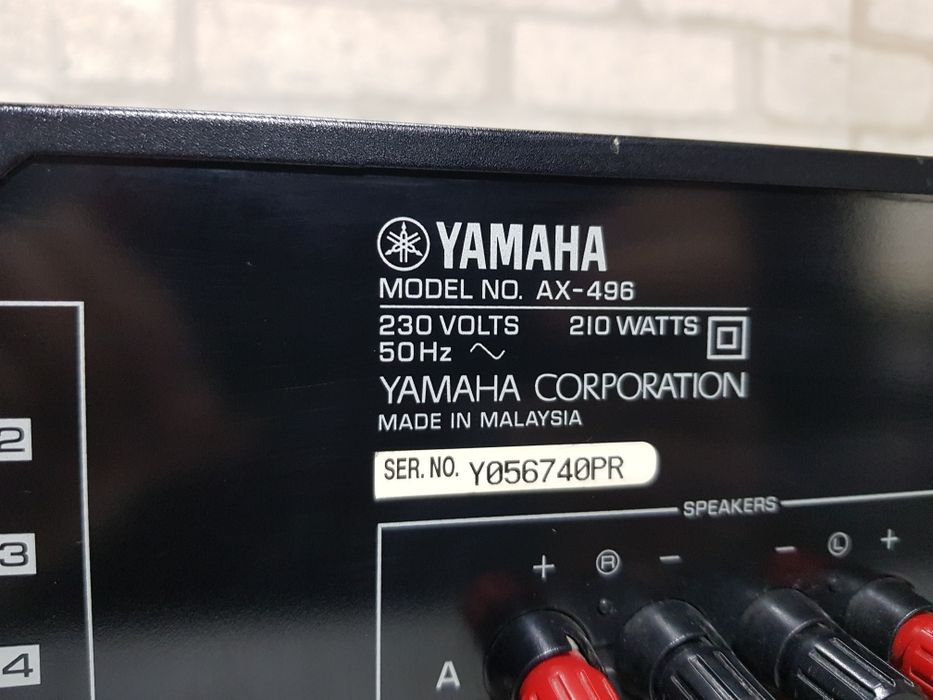 YAMAHA
MODEL NO. AX-496
230 VOLTS 210 WATTS
50Hz
YAMAHA CORPORATION
MADE IN MALAYSIA
SER. NO. Y056740PR
SPEAKERS
+ R - - L +
A
2
3
4